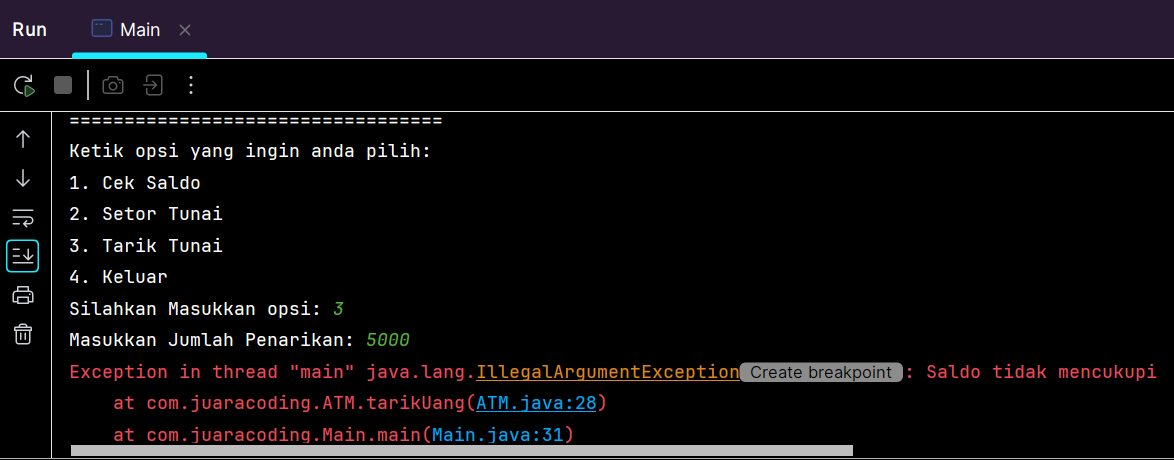 Run Main
==================================
Ketik opsi yang ingin anda pilih:
1. Cek Saldo
2. Setor Tunai
3. Tarik Tunai
4. Keluar
Silahkan Masukkan opsi: 3
Masukkan Jumlah Penarikan: 5000
Exception in thread "main" java.lang.IllegalArgumentException Create breakpoint : Saldo tidak mencukupi
at com.juaracoding.ATM.tarikUang(ATM.java:28)
at com.juaracoding.Main.main(Main.java:31)